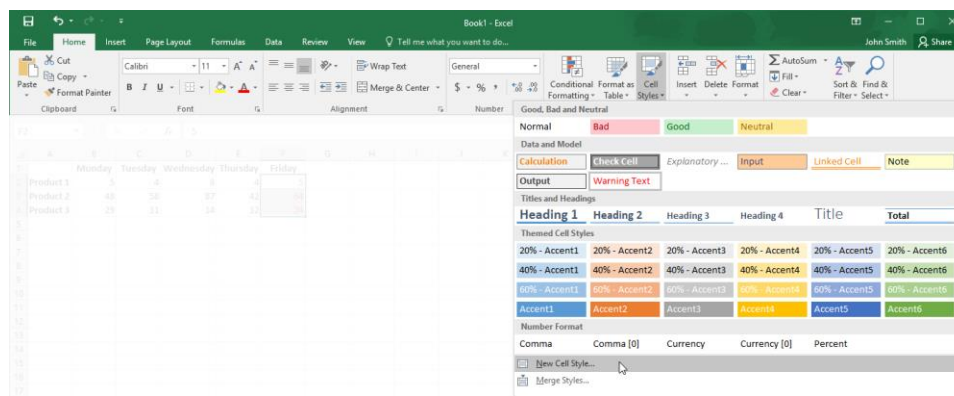 Book1 - Excel
File Home Insert Page Layout Formulas Data Review View Tell me what you want to do... John Smith Share
Paste Cut
Copy
Format Painter
Calibri 11 A A
B I U A
Wrap Text
Merge & Center
General
$ - % ,
Conditional Formatting Format as Table Cell Styles
Insert Delete Format
AutoSum
Fill
Clear
Sort & Filter Find & Select
Clipboard Font Alignment Number
Good, Bad and Neutral
Normal Bad Good Neutral
Data and Model
Calculation Check Cell Explanatory ... Input Linked Cell Note
Output Warning Text
Titles and Headings
Heading 1 Heading 2 Heading 3 Heading 4 Title Total
Themed Cell Styles
20% - Accent1 20% - Accent2 20% - Accent3 20% - Accent4 20% - Accent5 20% - Accent6
40% - Accent1 40% - Accent2 40% - Accent3 40% - Accent4 40% - Accent5 40% - Accent6
60% - Accent1 60% - Accent2 60% - Accent3 60% - Accent4 60% - Accent5 60% - Accent6
Accent1 Accent2 Accent3 Accent4 Accent5 Accent6
Number Format
Comma Comma [0] Currency Currency [0] Percent
New Cell Style...
Merge Styles...
Monday Tuesday Wednesday Thursday Friday
Product 1
Product 2
Product 3